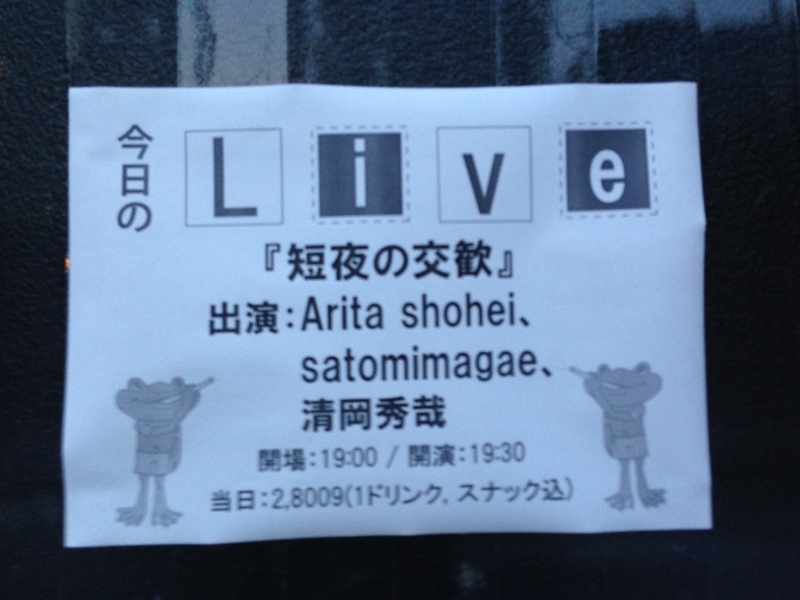 今日の Live
『短夜の交歓』
出演:Arita shohei、
satomimagae、
清岡秀哉
開場:19:00 / 開演:19:30
当日:2,8009(1ドリンク、スナック込)